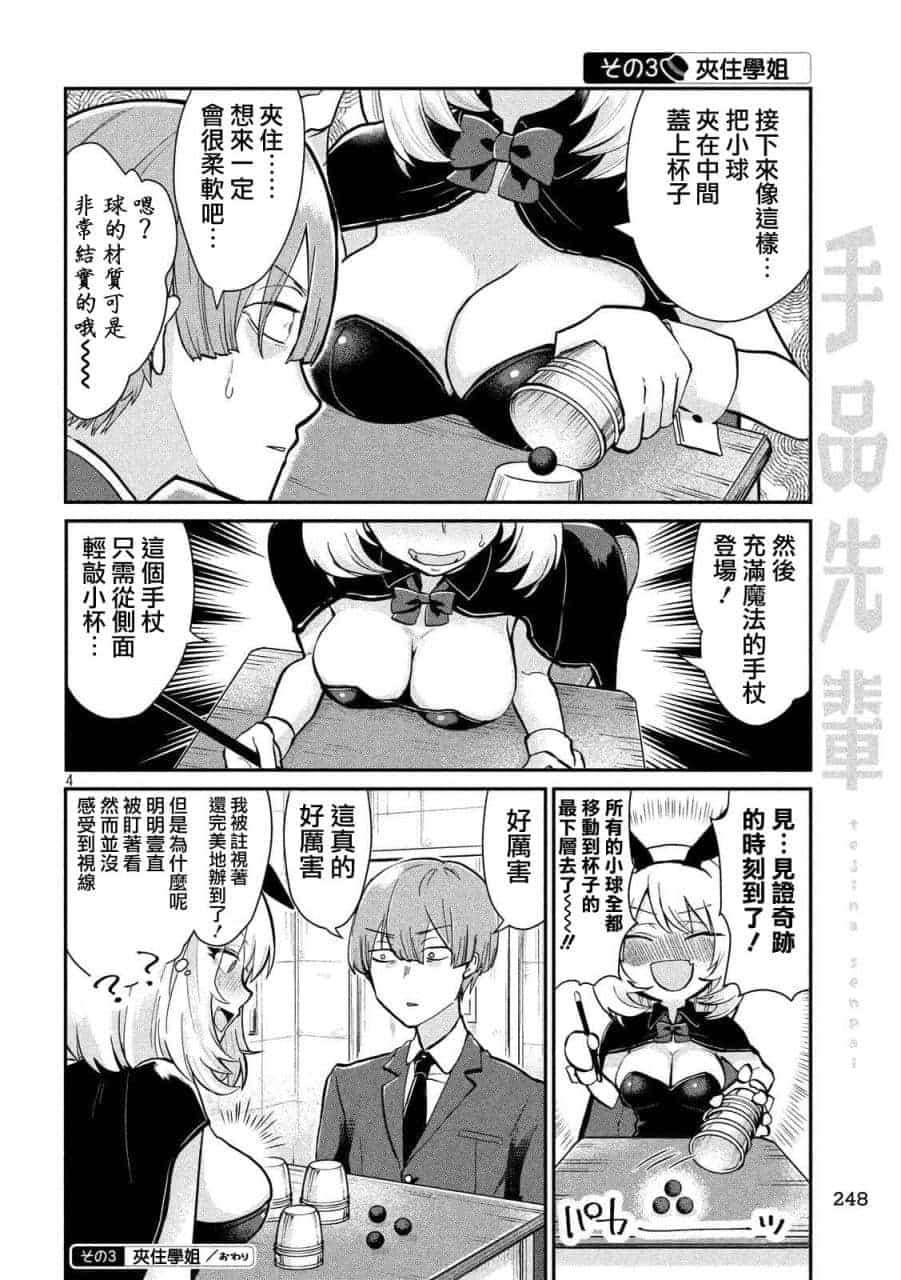 その3 夾住學姐
接下來像這樣…
把小球
夾在中間
蓋上杯子
夾住……
想來一定
會很柔軟吧…
嗯？
球的材質可是
非常結實的哦～
然後
充滿魔法的手杖
登場！
這個手杖
只需從側面
輕敲小杯…
見…見證奇跡
的時刻到了！
所有的小球全都
移動到杯子的
最下層去了～～!!
パカッ
好厲害
這真的
好厲害
我被註視著
還完美地辦到了！
但是為什麼呢
明明壹直
被盯著看
然而並沒
感受到視線
？？
4
その3 夾住學姐／おわり
手品先輩
tejina senpai
248